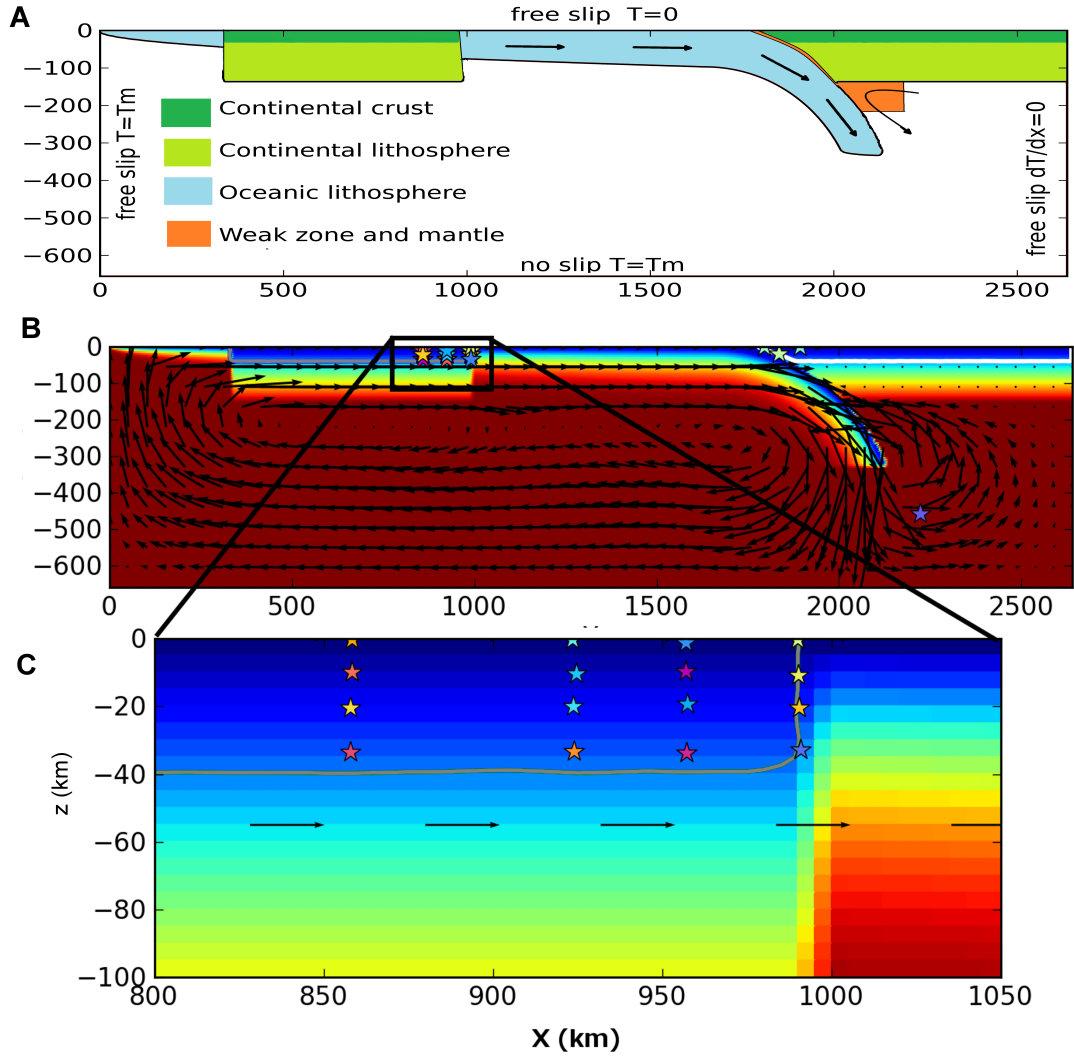 A
free slip T=0
0
−100
−200
−300
−400
−500
−600
free slip T=Tm
Continental crust
Continental lithosphere
Oceanic lithosphere
Weak zone and mantle
free slip dT/dx=0
no slip T=Tm
0 500 1000 1500 2000 2500
B
0
−100
−200
−300
−400
−500
−600
0 500 1000 1500 2000 2500
C
0
−20
−40
−60
−80
−100
z (km)
800 850 900 950 1000 1050
X (km)